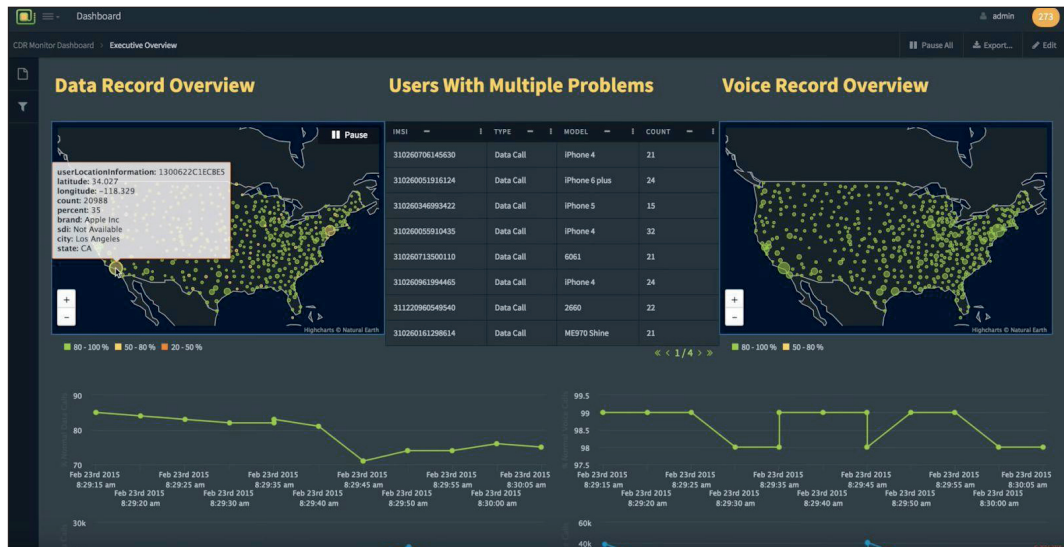 Dashboard
admin
273
CDR Monitor Dashboard > Executive Overview
Pause All
Export...
Edit
Data Record Overview
Users With Multiple Problems
Voice Record Overview
Pause
userLocationInformation: 1300622C1ECBE5
latitude: 34.027
longitude: -118.329
count: 20988
percent: 35
brand: Apple Inc
sdi: Not Available
city: Los Angeles
state: CA
+
-
Highcharts © Natural Earth
80 - 100 % 50 - 80 % 20 - 50 %
IMSI TYPE MODEL COUNT
310260706145630 Data Call iPhone 4 21
310260051916124 Data Call iPhone 6 plus 24
310260346993422 Data Call iPhone 5 15
310260055910435 Data Call iPhone 4 32
310260713500110 Data Call 6061 21
310260961994465 Data Call iPhone 4 24
311220960549540 Data Call 2660 22
310260161298614 Data Call ME970 Shine 21
« < 1 / 4 > »
+
-
Highcharts © Natural Earth
80 - 100 % 50 - 80 %
90
80
70
Feb 23rd 2015 8:29:15 am
Feb 23rd 2015 8:29:20 am
Feb 23rd 2015 8:29:25 am
Feb 23rd 2015 8:29:30 am
Feb 23rd 2015 8:29:35 am
Feb 23rd 2015 8:29:40 am
Feb 23rd 2015 8:29:45 am
Feb 23rd 2015 8:29:50 am
Feb 23rd 2015 8:29:55 am
Feb 23rd 2015 8:30:00 am
Feb 23rd 2015 8:30:05 am
99.5
99
98.5
98
97.5
Feb 23rd 2015 8:29:15 am
Feb 23rd 2015 8:29:20 am
Feb 23rd 2015 8:29:25 am
Feb 23rd 2015 8:29:30 am
Feb 23rd 2015 8:29:35 am
Feb 23rd 2015 8:29:40 am
Feb 23rd 2015 8:29:45 am
Feb 23rd 2015 8:29:50 am
Feb 23rd 2015 8:29:55 am
Feb 23rd 2015 8:30:00 am
Feb 23rd 2015 8:30:05 am
30k
60k
40k